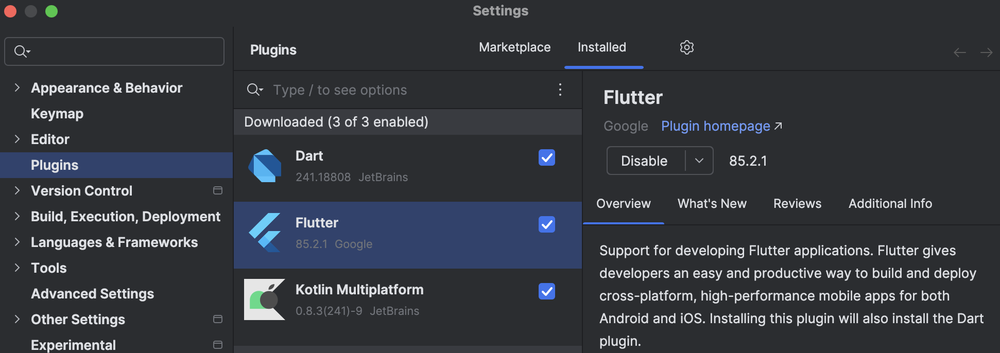 Settings
Appearance & Behavior
Keymap
Editor
Plugins
Version Control
Build, Execution, Deployment
Languages & Frameworks
Tools
Advanced Settings
Other Settings
Experimental
Plugins
Marketplace
Installed
Type / to see options
Downloaded (3 of 3 enabled)
Dart
241.18808 JetBrains
Flutter
85.2.1 Google
Kotlin Multiplatform
0.8.3(241)-9 JetBrains
Flutter
Google Plugin homepage ↗
Disable 85.2.1
Overview What's New Reviews Additional Info
Support for developing Flutter applications. Flutter gives
developers an easy and productive way to build and deploy
cross-platform, high-performance mobile apps for both
Android and iOS. Installing this plugin will also install the Dart
plugin.